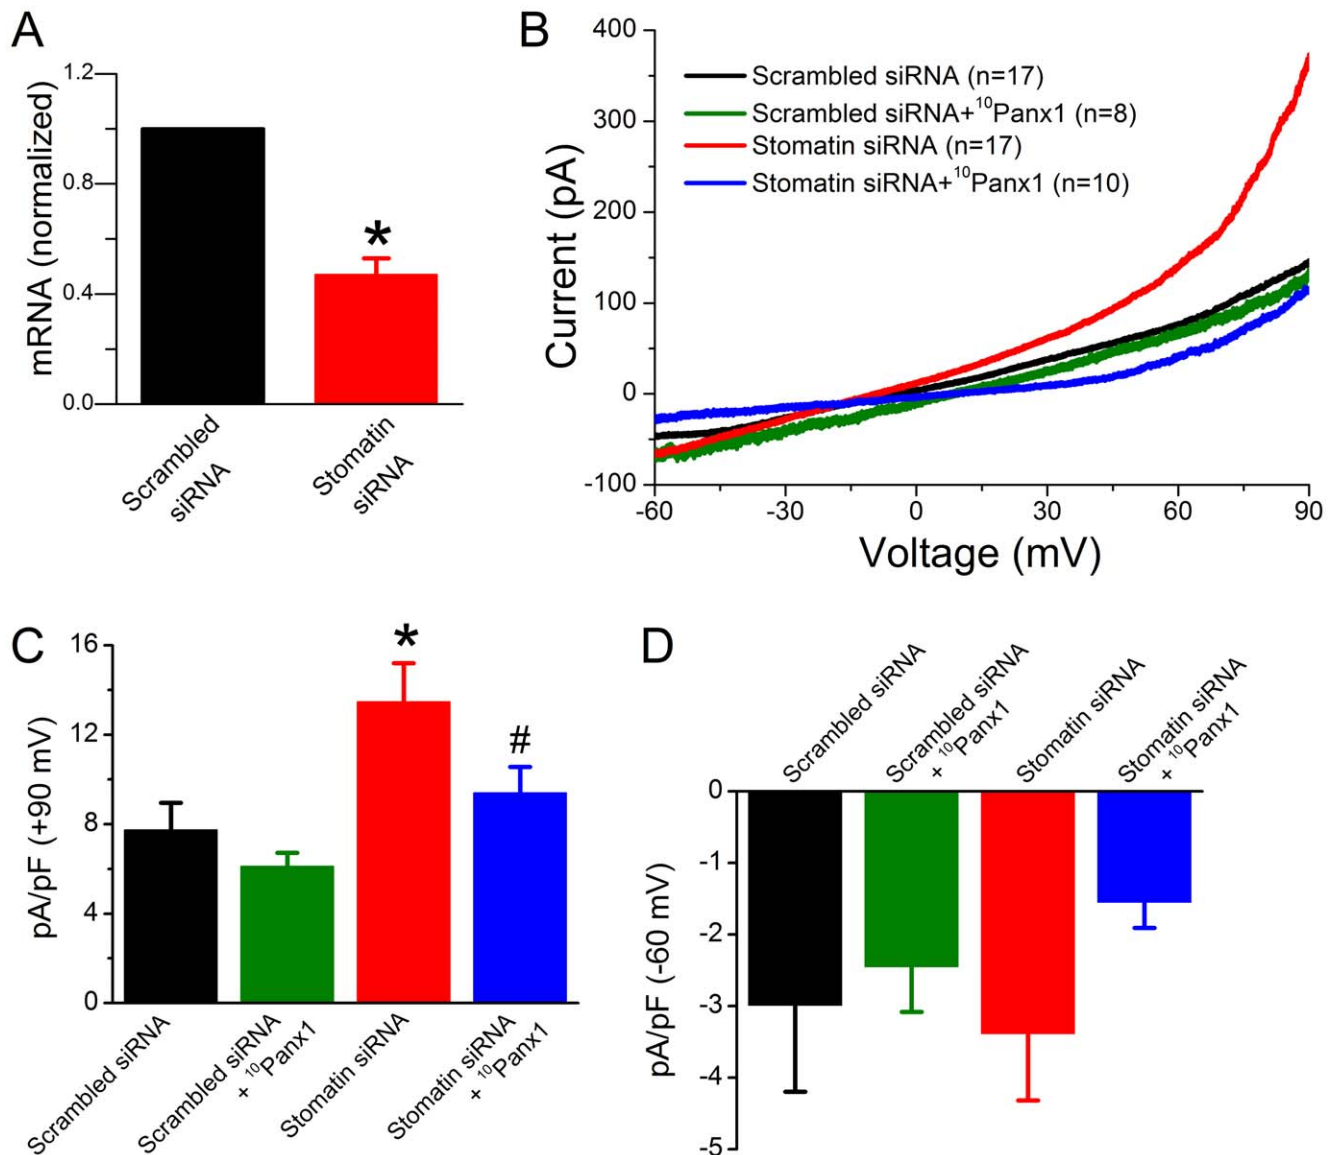 A
mRNA (normalized)
1.2
0.8
0.4
0.0
*
Scrambled
siRNA
Stomatin
siRNA
B
Current (pA)
400
300
200
100
0
-100
Scrambled siRNA (n=17)
Scrambled siRNA+¹⁰Panx1 (n=8)
Stomatin siRNA (n=17)
Stomatin siRNA+¹⁰Panx1 (n=10)
-60
-30
0
30
60
90
Voltage (mV)
C
pA/pF (+90 mV)
16
12
8
4
0
*
#
Scrambled siRNA
Scrambled siRNA
+ ¹⁰Panx1
Stomatin siRNA
Stomatin siRNA
+ ¹⁰Panx1
D
Scrambled siRNA
Scrambled siRNA
+ ¹⁰Panx1
Stomatin siRNA
Stomatin siRNA
+ ¹⁰Panx1
pA/pF (-60 mV)
0
-1
-2
-3
-4
-5